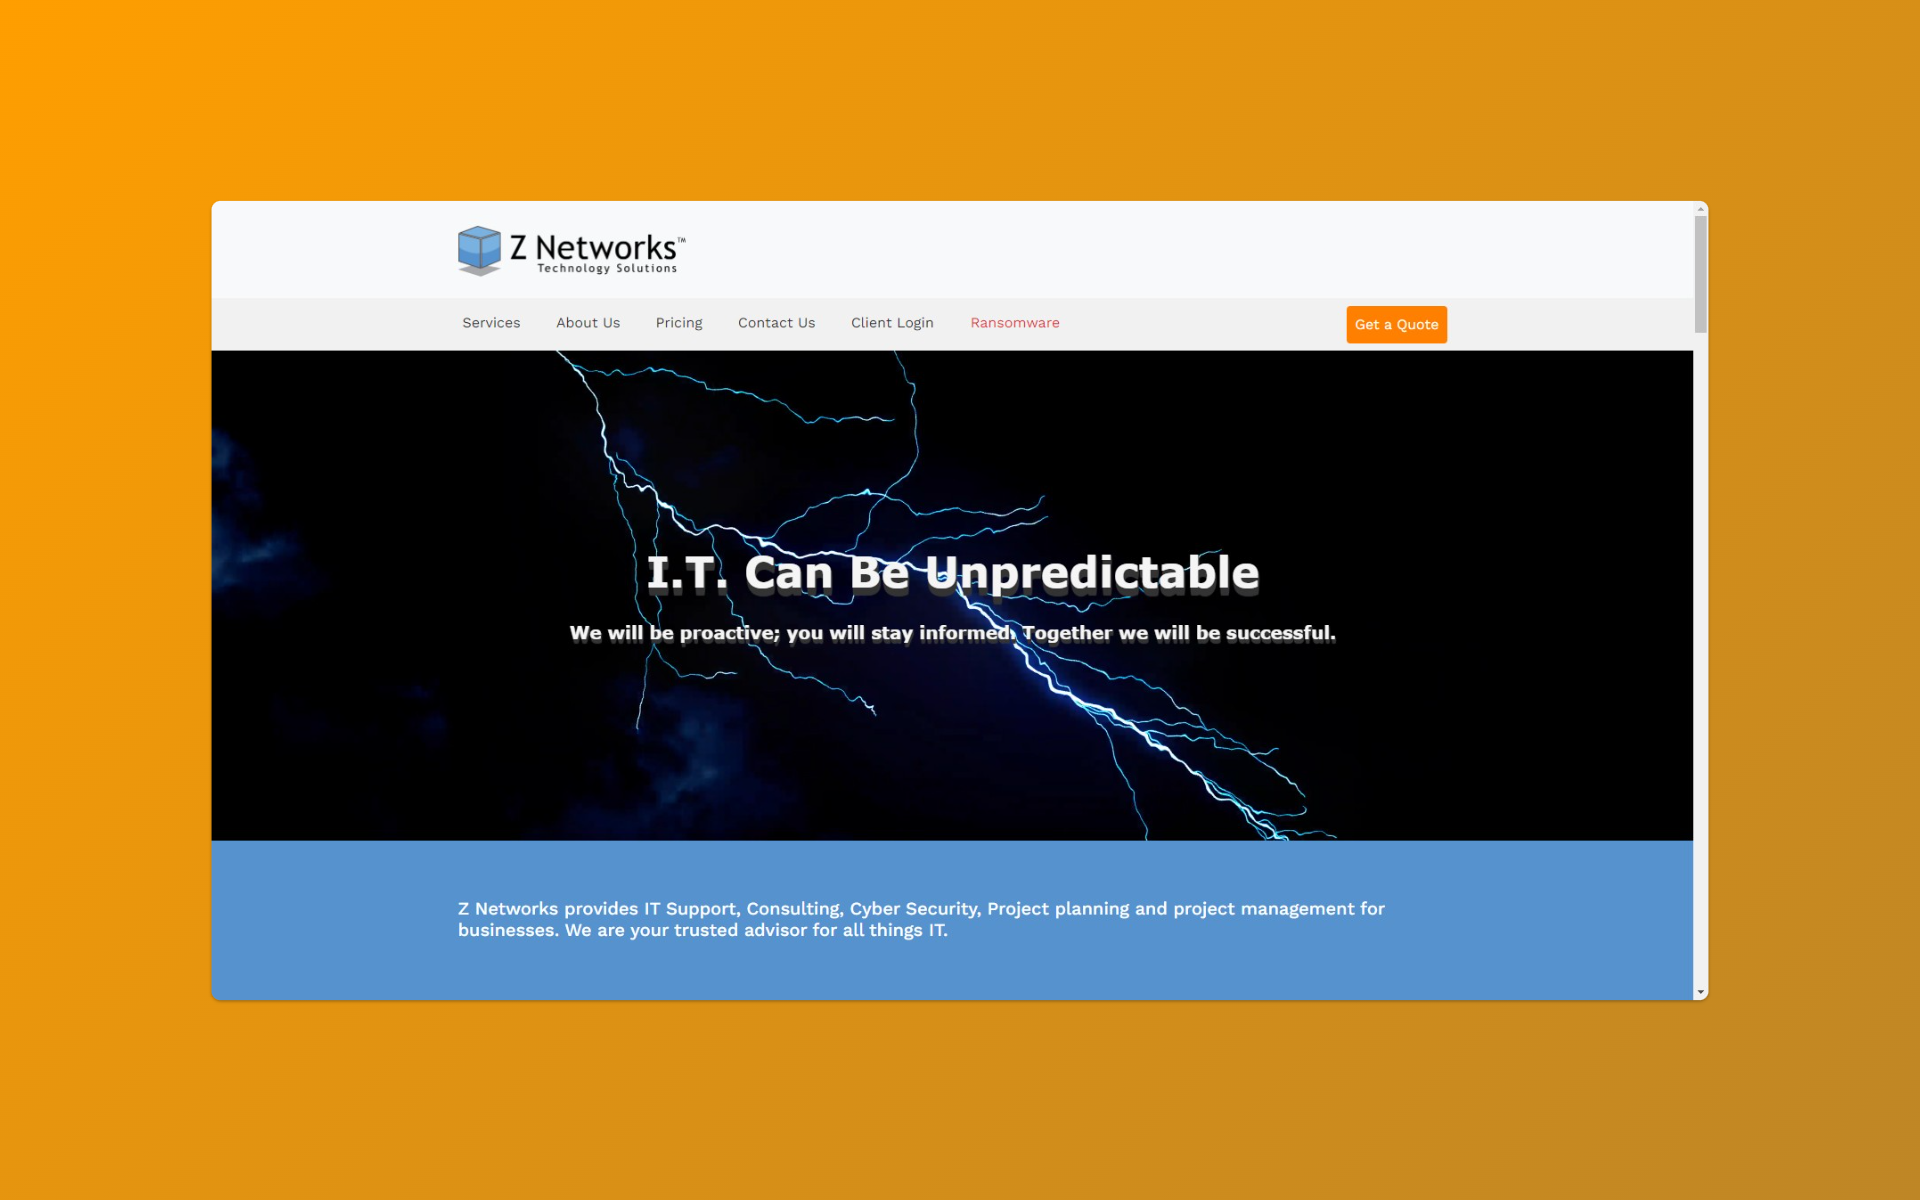 Z Networks™
Technology Solutions
Services About Us Pricing Contact Us Client Login Ransomware Get a Quote
I.T. Can Be Unpredictable
We will be proactive; you will stay informed. Together we will be successful.
Z Networks provides IT Support, Consulting, Cyber Security, Project planning and project management for
businesses. We are your trusted advisor for all things IT.